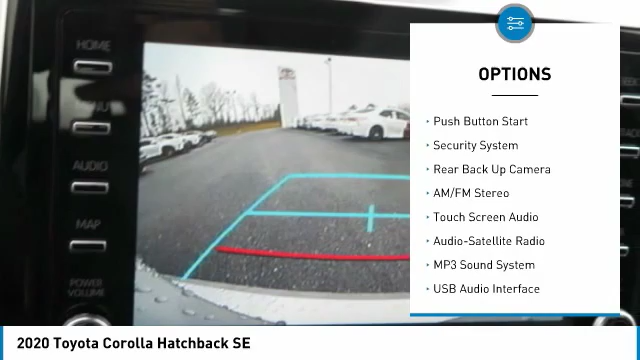 HOME
MENU
AUDIO
MAP
POWER
VOLUME
OPTIONS
Push Button Start
Security System
Rear Back Up Camera
AM/FM Stereo
Touch Screen Audio
Audio-Satellite Radio
MP3 Sound System
USB Audio Interface
2020 Toyota Corolla Hatchback SE